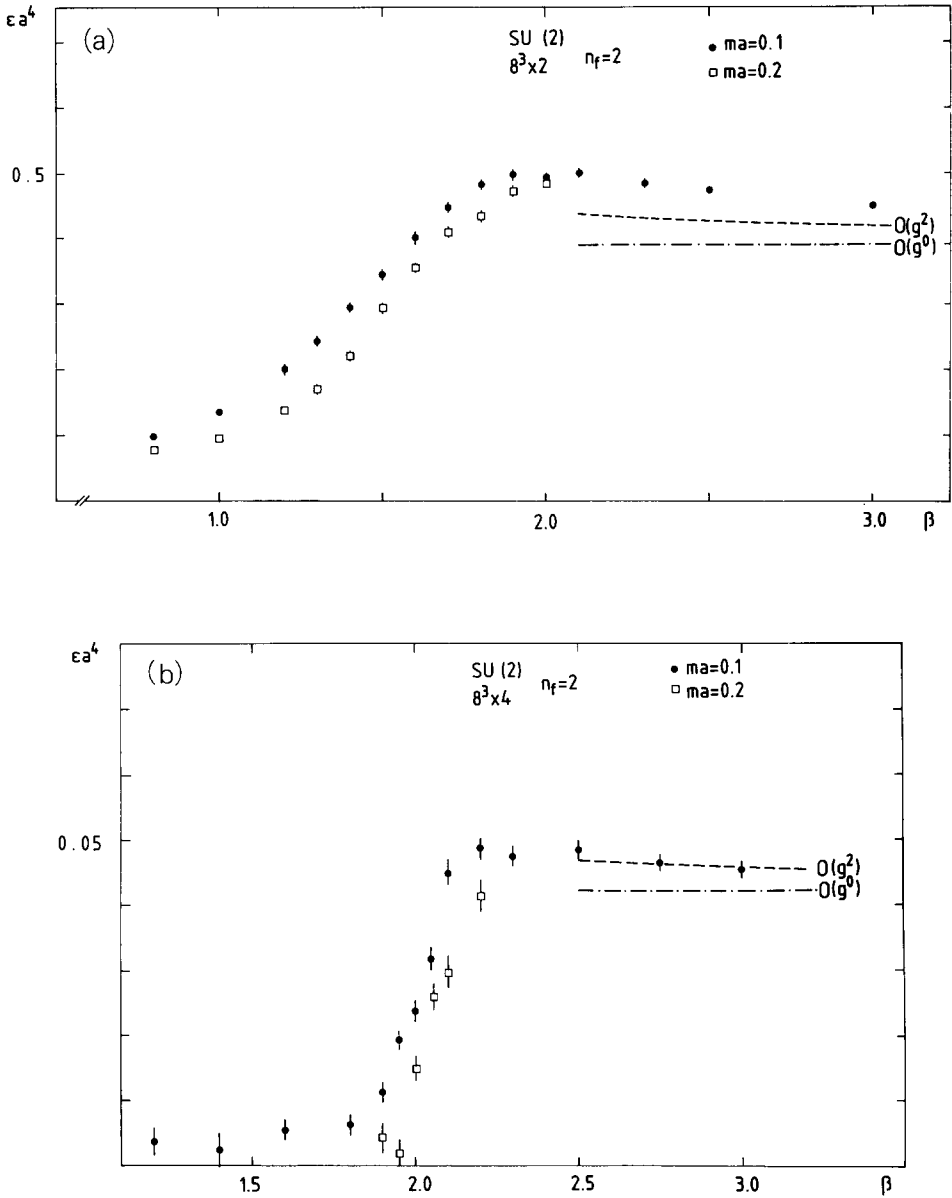 εa⁴
(a)
SU (2)
8³x2 n_f=2
● ma=0.1
□ ma=0.2
0.5
O(g²)
O(g⁰)
1.0 2.0 3.0 β
εa⁴
(b)
SU (2)
8³x4 n_f=2
● ma=0.1
□ ma=0.2
0.05
O(g²)
O(g⁰)
1.5 2.0 2.5 3.0 β